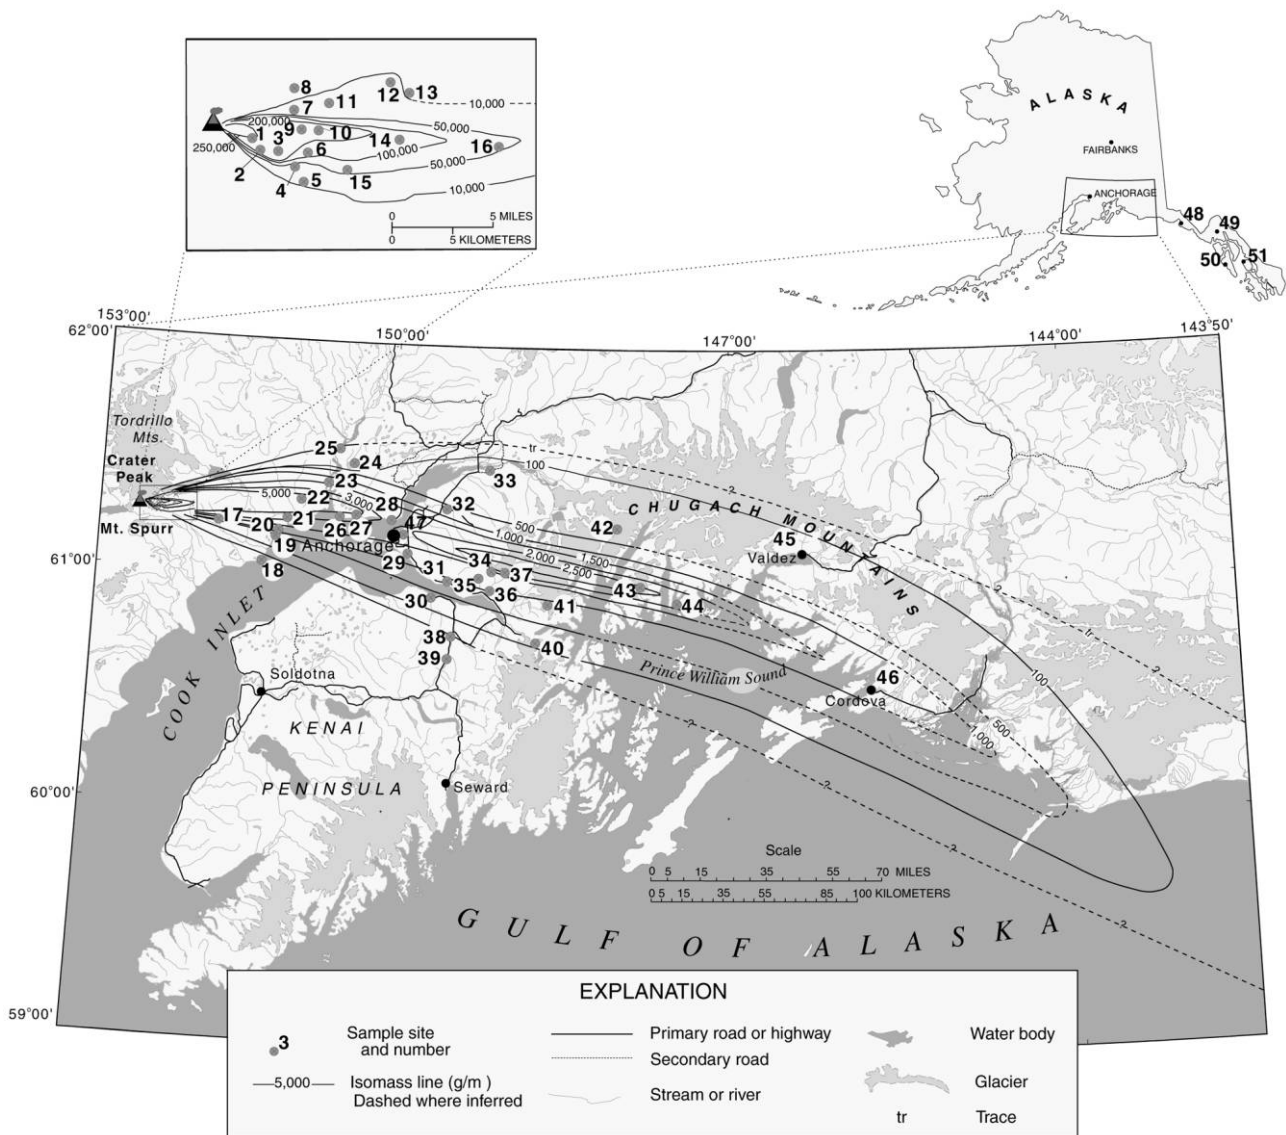 8
7
11
12
13
10,000
200,000
50,000
1
3
9
10
14
16
250,000
6
100,000
2
50,000
4
5
15
10,000
0
5 MILES
0
5 KILOMETERS
ALASKA
FAIRBANKS
ANCHORAGE
48
49
50
51
153°00'
62°00'
150°00'
147°00'
144°00'
143°50'
Tordrillo
Mts.
Crater
Peak
Mt. Spurr
25
24
23
22
5,000
3,000
17
20
21
26
27
28
47
32
33
tr
?
100
19
18
Anchorage
29
31
30
34
35
36
37
500
1,000
2,000
1,500
2,500
42
CHUGACH MOUNTAINS
45
Valdez
43
44
41
40
38
39
61°00'
COOK INLET
Soldotna
KENAI
PENINSULA
Seward
Prince William Sound
46
Cordova
500
1,000
100
tr
?
?
?
?
?
?
60°00'
Scale
0 5 15 35 55 70 MILES
0 5 15 35 55 100 KILOMETERS
GULF OF ALASKA
59°00'
EXPLANATION
3
Sample site
and number
5,000
Isomass line (g/m )
Dashed where inferred
Primary road or highway
Secondary road
Stream or river
Water body
Glacier
tr
Trace